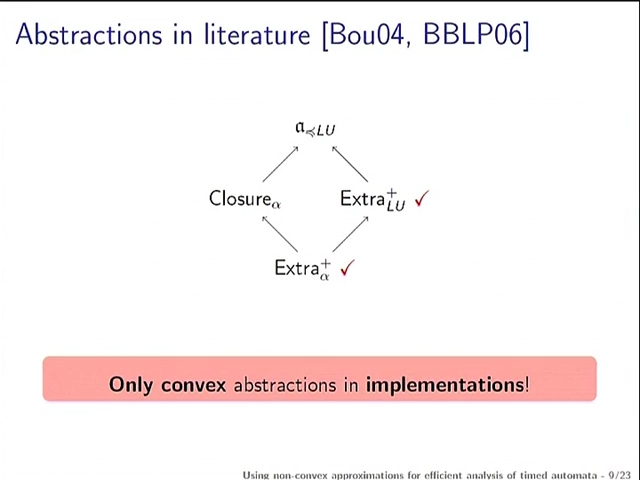 Abstractions in literature [Bou04, BBLP06]
𝔞≼LU
Closureα Extra+LU ✓
Extra+α ✓
Only convex abstractions in implementations!
Using non-convex approximations for efficient analysis of timed automata - 9/23